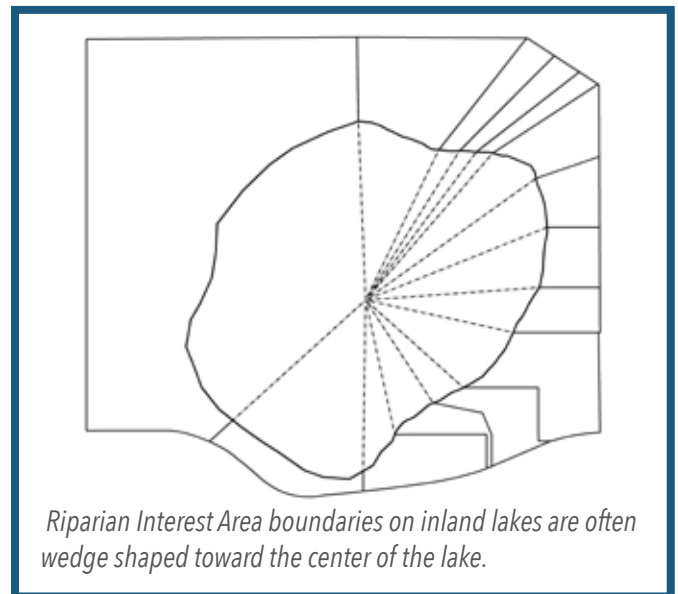 Riparian Interest Area boundaries on inland lakes are often
wedge shaped toward the center of the lake.